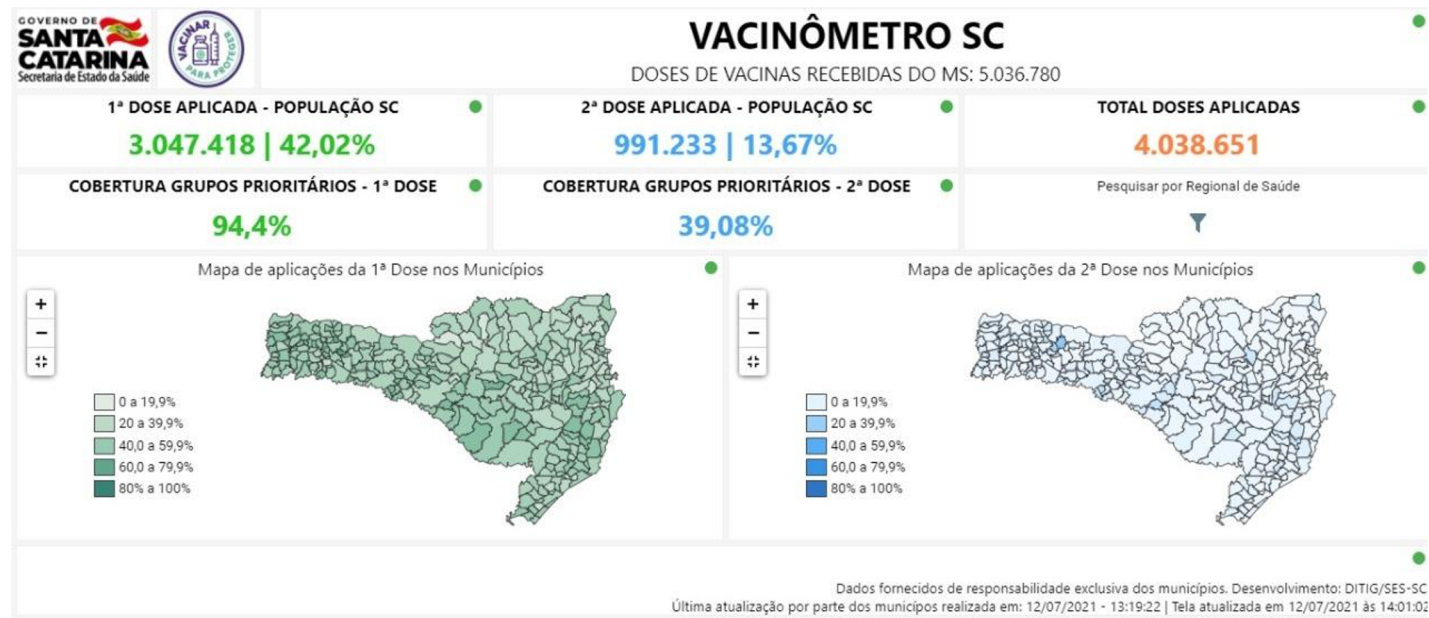 GOVERNO DE
SANTA
CATARINA
Secretaria de Estado da Saúde
VACINAR
PARA PROTEGER
VACINÔMETRO SC
DOSES DE VACINAS RECEBIDAS DO MS: 5.036.780
1ª DOSE APLICADA - POPULAÇÃO SC
3.047.418 | 42,02%
2ª DOSE APLICADA - POPULAÇÃO SC
991.233 | 13,67%
TOTAL DOSES APLICADAS
4.038.651
COBERTURA GRUPOS PRIORITÁRIOS - 1ª DOSE
94,4%
COBERTURA GRUPOS PRIORITÁRIOS - 2ª DOSE
39,08%
Pesquisar por Regional de Saúde
Mapa de aplicações da 1ª Dose nos Municípios
+
−
0 a 19,9%
20 a 39,9%
40,0 a 59,9%
60,0 a 79,9%
80% a 100%
Mapa de aplicações da 2ª Dose nos Municípios
+
−
0 a 19,9%
20 a 39,9%
40,0 a 59,9%
60,0 a 79,9%
80% a 100%
Dados fornecidos de responsabilidade exclusiva dos municípios. Desenvolvimento: DITIG/SES-SC
Última atualização por parte dos municípos realizada em: 12/07/2021 - 13:19:22 | Tela atualizada em 12/07/2021 às 14:01:02